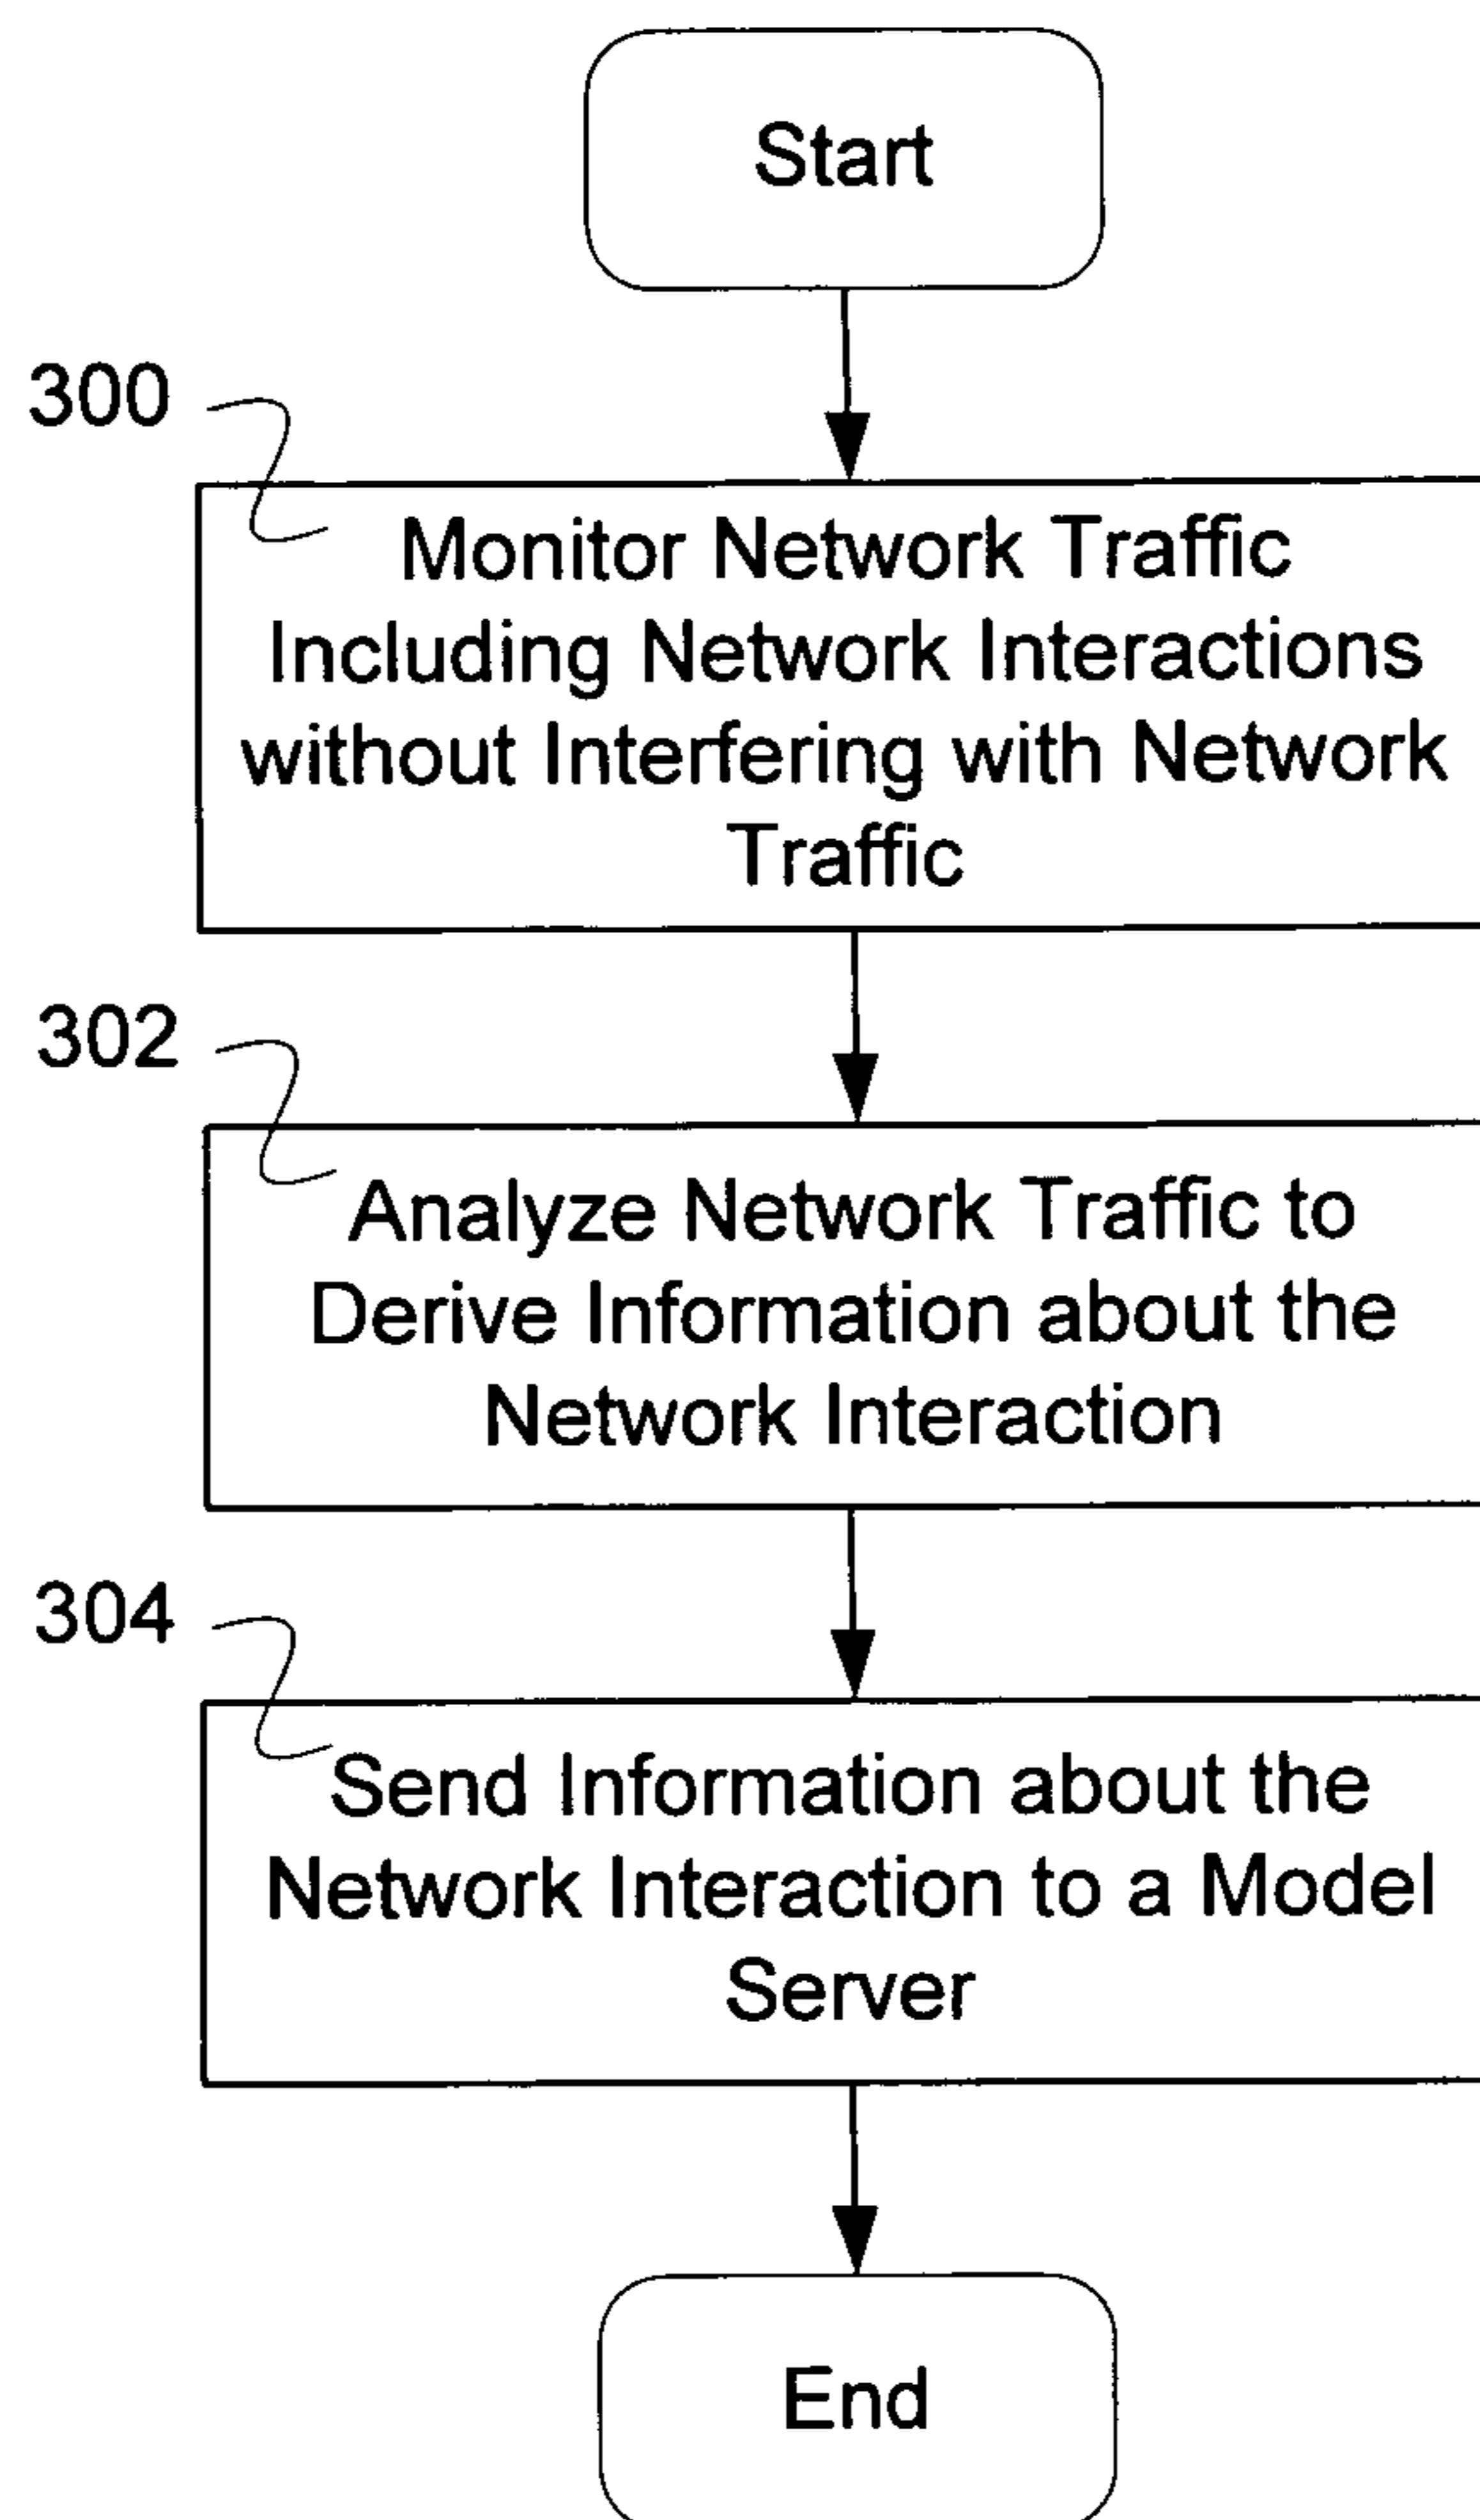 Start
300
Monitor Network Traffic
Including Network Interactions
without Interfering with Network
Traffic
302
Analyze Network Traffic to
Derive Information about the
Network Interaction
304
Send Information about the
Network Interaction to a Model
Server
End